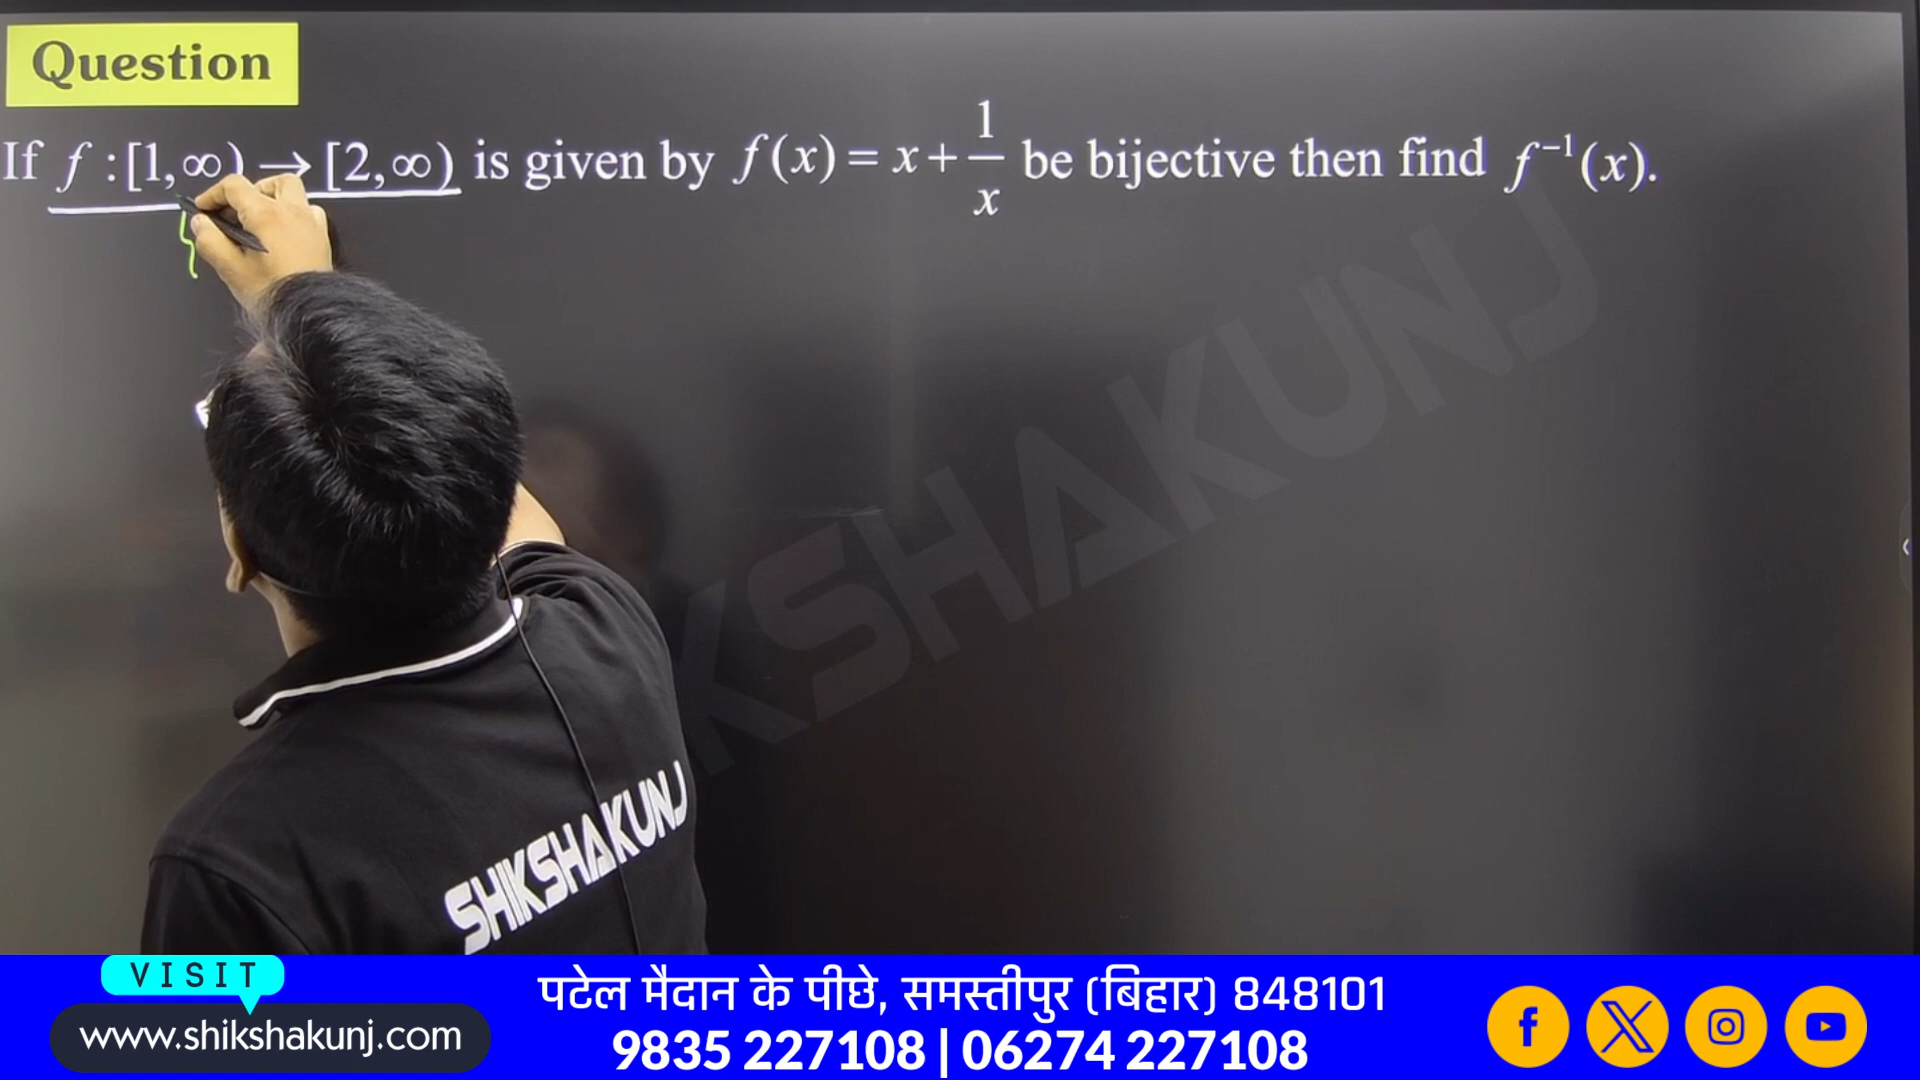 Question
If f : [1, ∞) → [2, ∞) is given by f(x) = x + 1/x be bijective then find f⁻¹(x).
SHIKSHAKUNJ
KSHAKUNJ
VISIT
www.shikshakunj.com
पटेल मैदान के पीछे, समस्तीपुर (बिहार) 848101
9835 227108 | 06274 227108